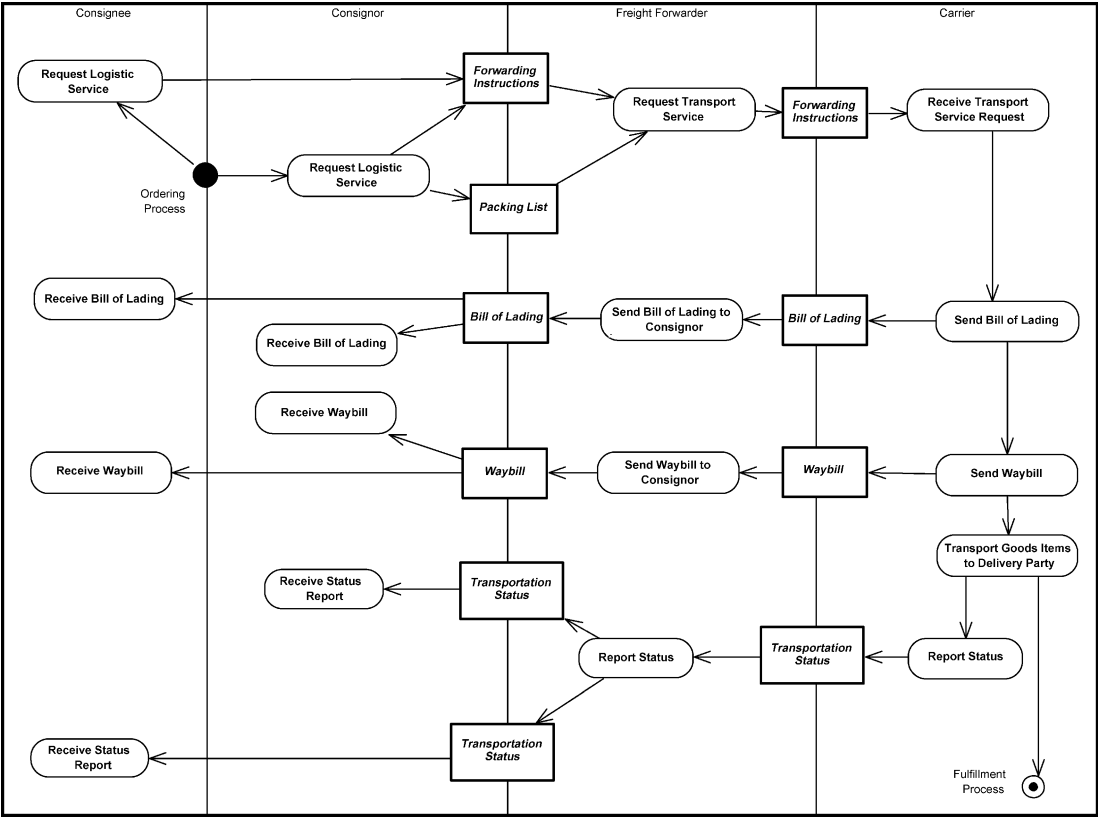 Consignee
Consignor
Freight Forwarder
Carrier
Request Logistic
Service
Forwarding
Instructions
Request Transport
Service
Forwarding
Instructions
Receive Transport
Service Request
Request Logistic
Service
Ordering
Process
Packing List
Receive Bill of Lading
Bill of Lading
Send Bill of Lading to
Consignor
Bill of Lading
Send Bill of Lading
Receive Bill of Lading
Receive Waybill
Receive Waybill
Waybill
Send Waybill to
Consignor
Waybill
Send Waybill
Transport Goods Items
to Delivery Party
Receive Status
Report
Transportation
Status
Report Status
Transportation
Status
Report Status
Receive Status
Report
Transportation
Status
Fulfillment
Process